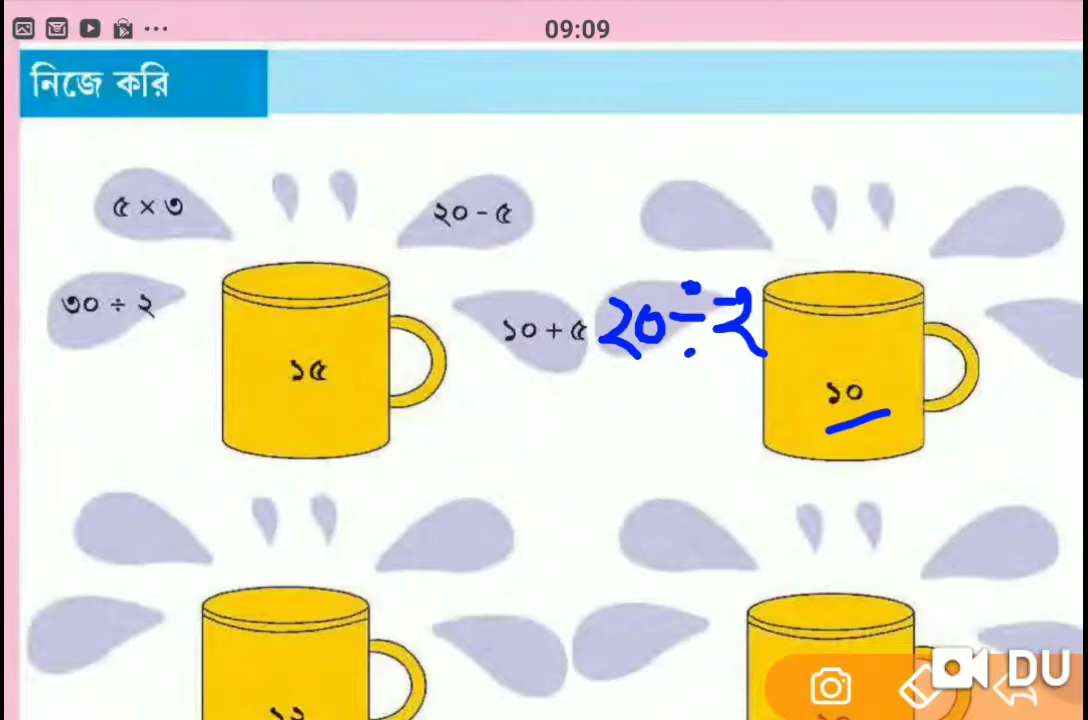 09:09
নিজে করি
৫ × ৩
২০ - ৫
৩০ ÷ ২
১০ + ৫
১৫
২০ ÷ ২
১০
DU